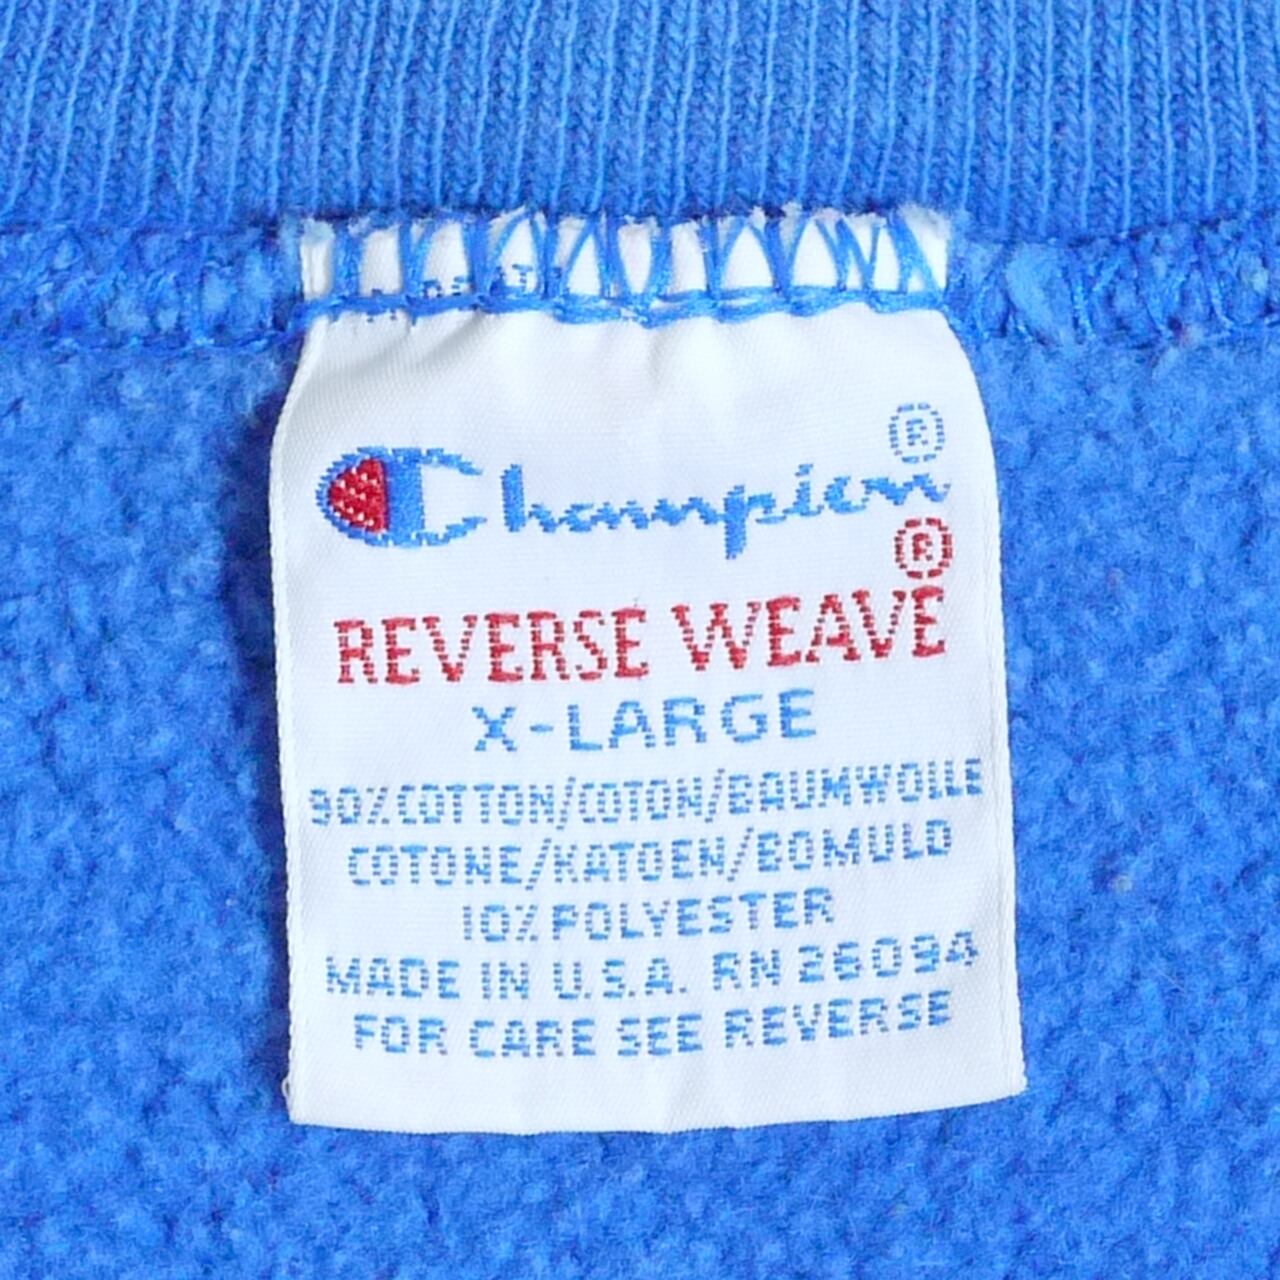 Champion®
REVERSE WEAVE®
X-LARGE
90% COTTON/COTON/BAUMWOLLE
COTONE/KATOEN/BOMULD
10% POLYESTER
MADE IN U.S.A. RN 26094
FOR CARE SEE REVERSE